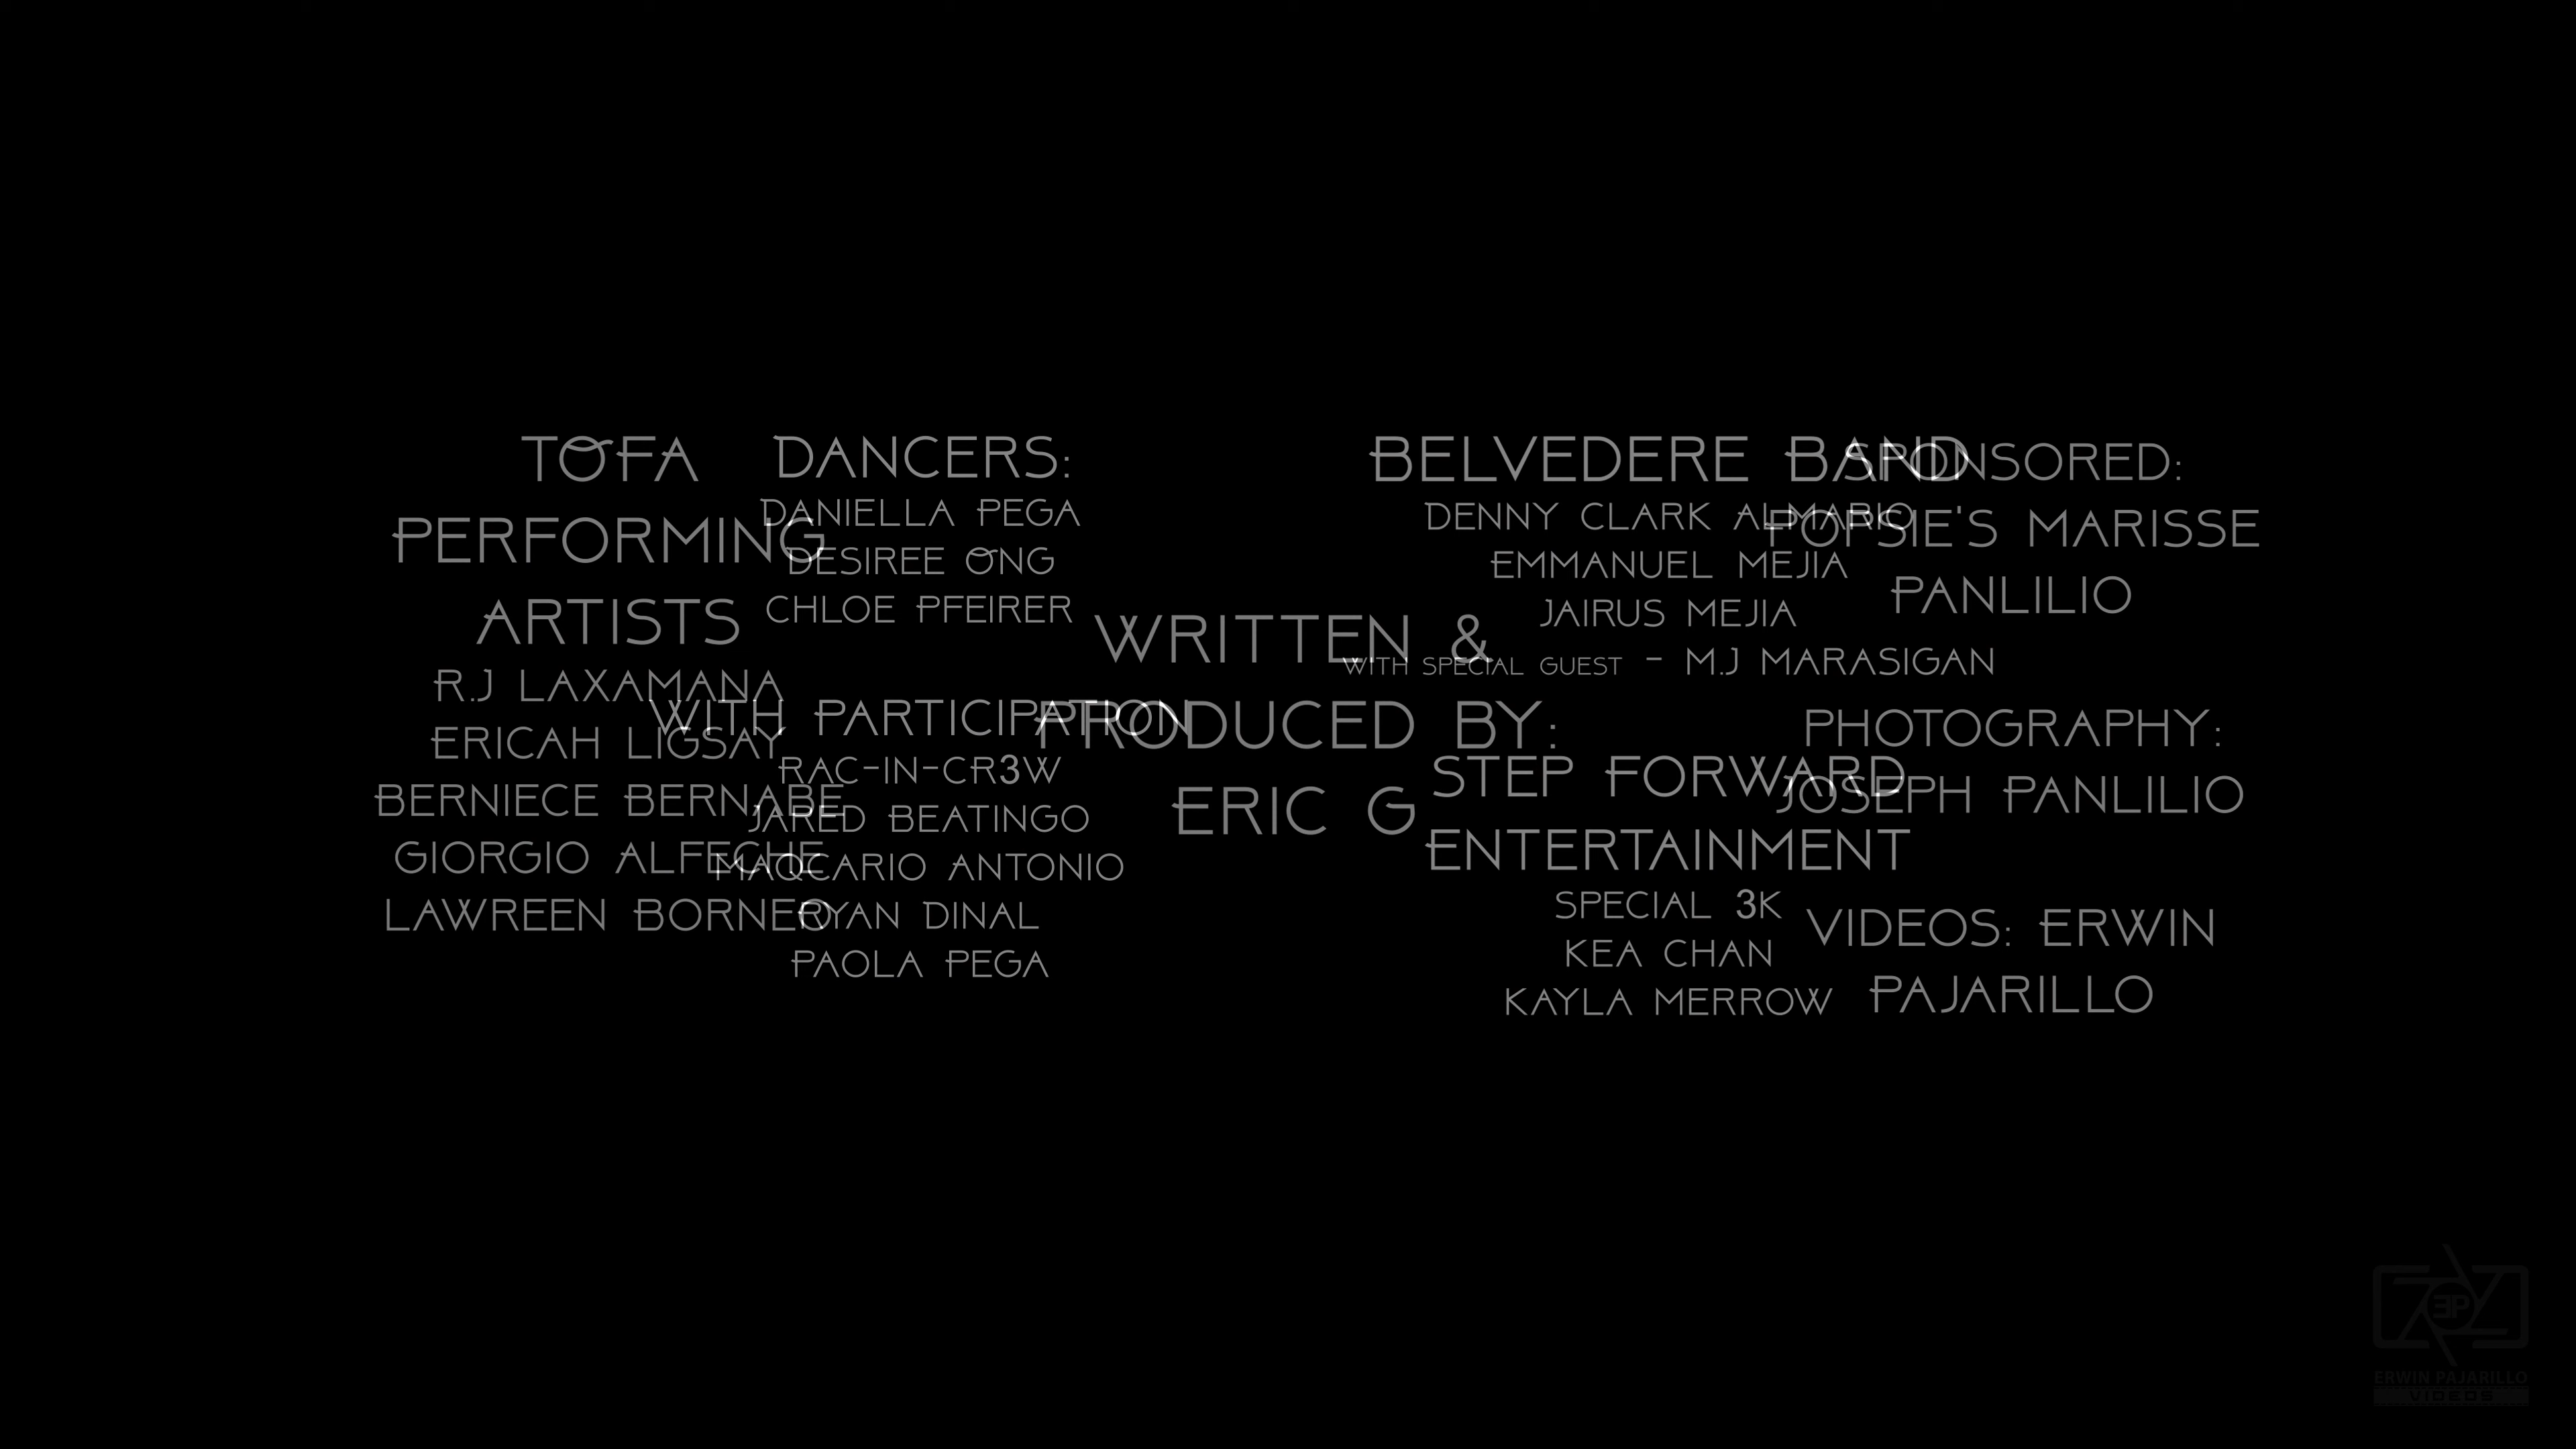 TOFA
PERFORMING
ARTISTS
R.J LAXAMANA
ERICAH LIGSAY
BERNIECE BERNABE
GIORGIO ALFECHE
LAWREEN BORNEO
DANCERS:
DANIELLA PEGA
DESIREE ONG
CHLOE PFEIRER
WITH PARTICIPATION
RAC-IN-CR3W
JARED BEATINGO
MAQCARIO ANTONIO
RYAN DINAL
PAOLA PEGA
WRITTEN &
PRODUCED BY:
ERIC G
BELVEDERE BAND
DENNY CLARK ALMARIO
EMMANUEL MEJIA
JAIRUS MEJIA
WITH SPECIAL GUEST - M.J MARASIGAN
STEP FORWARD
ENTERTAINMENT
SPECIAL 3K
KEA CHAN
KAYLA MERROW
SPONSORED:
POPSIE'S MARISSE
PANLILIO
PHOTOGRAPHY:
JOSEPH PANLILIO
VIDEOS: ERWIN
PAJARILLO
EP
ERWIN PAJARILLO
VIDEOS